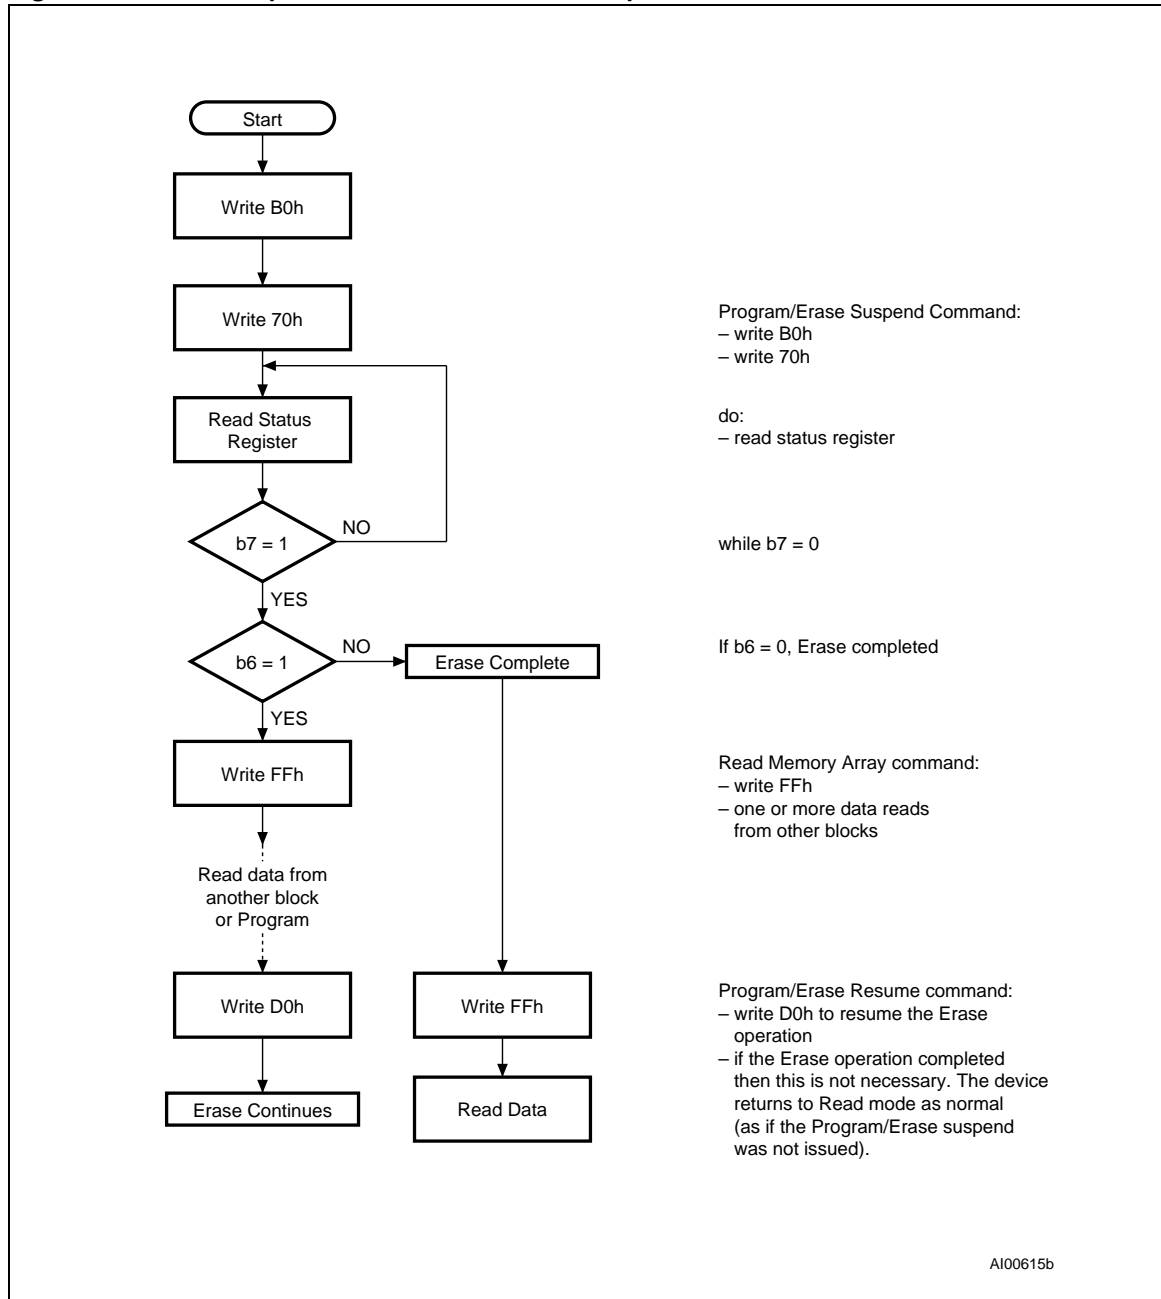 Start
Write B0h
Write 70h
Program/Erase Suspend Command:
– write B0h
– write 70h
Read Status
Register
do:
– read status register
b7 = 1
NO
while b7 = 0
YES
b6 = 1
NO
Erase Complete
If b6 = 0, Erase completed
YES
Write FFh
Read Memory Array command:
– write FFh
– one or more data reads
from other blocks
Read data from
another block
or Program
Write D0h
Write FFh
Program/Erase Resume command:
– write D0h to resume the Erase
operation
– if the Erase operation completed
then this is not necessary. The device
returns to Read mode as normal
(as if the Program/Erase suspend
was not issued).
Erase Continues
Read Data
AI00615b